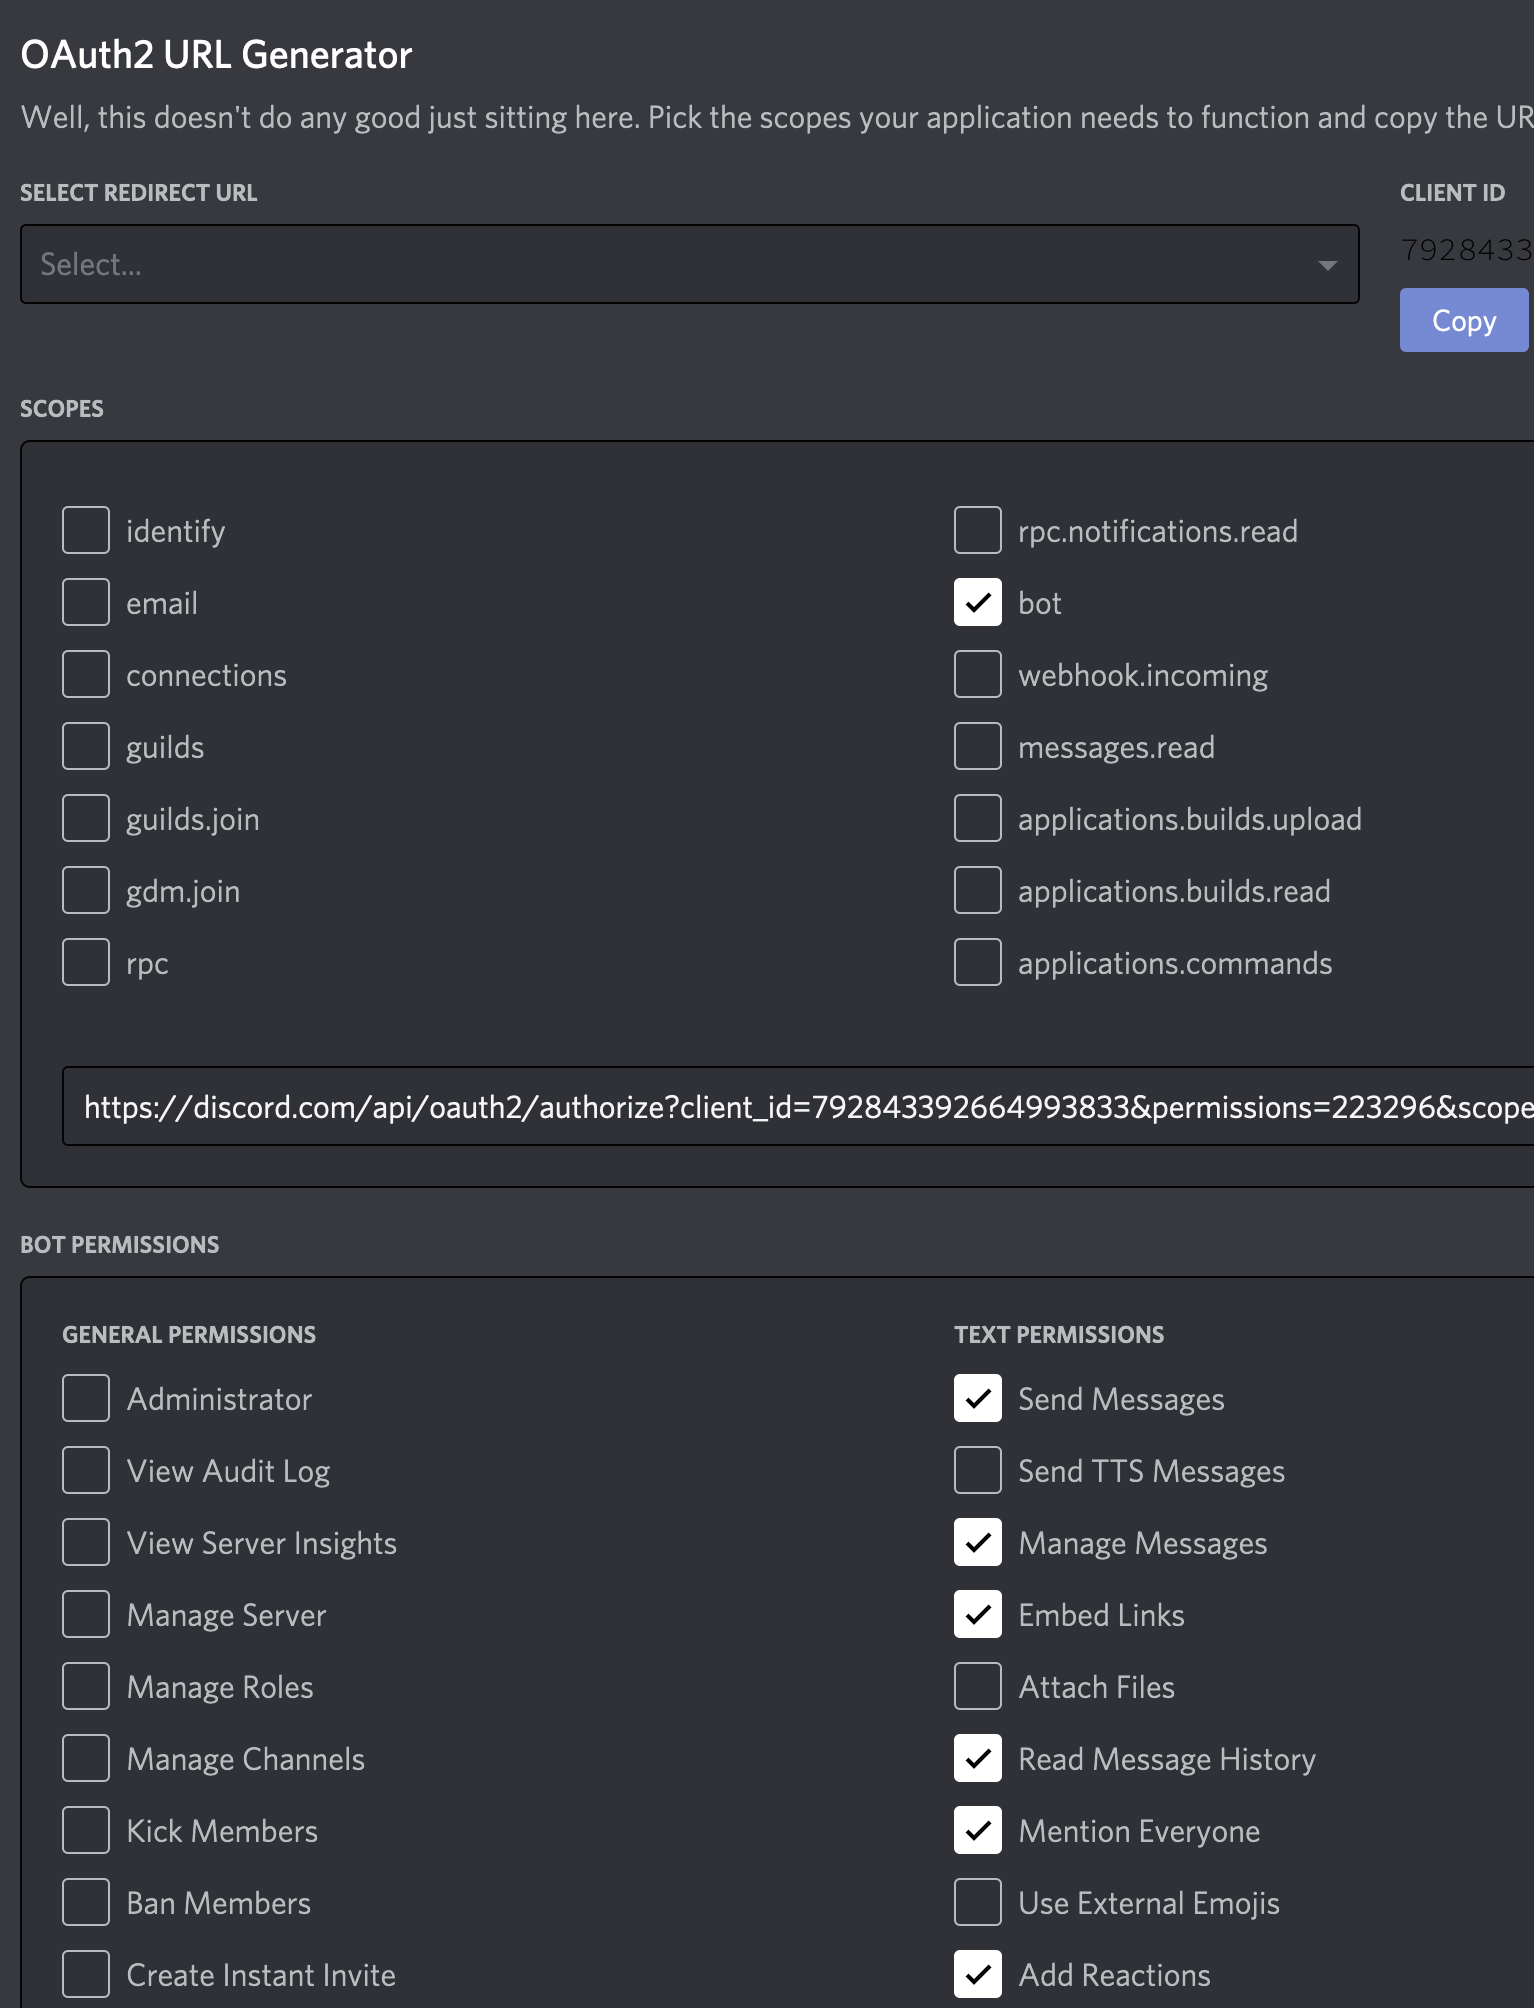 OAuth2 URL Generator
Well, this doesn't do any good just sitting here. Pick the scopes your application needs to function and copy the UR
SELECT REDIRECT URL
CLIENT ID
Select...
7928433
Copy
SCOPES
identify
rpc.notifications.read
email
bot
connections
webhook.incoming
guilds
messages.read
guilds.join
applications.builds.upload
gdm.join
applications.builds.read
rpc
applications.commands
https://discord.com/api/oauth2/authorize?client_id=792843392664993833&permissions=223296&scope
BOT PERMISSIONS
GENERAL PERMISSIONS
TEXT PERMISSIONS
Administrator
Send Messages
View Audit Log
Send TTS Messages
View Server Insights
Manage Messages
Manage Server
Embed Links
Manage Roles
Attach Files
Manage Channels
Read Message History
Kick Members
Mention Everyone
Ban Members
Use External Emojis
Create Instant Invite
Add Reactions